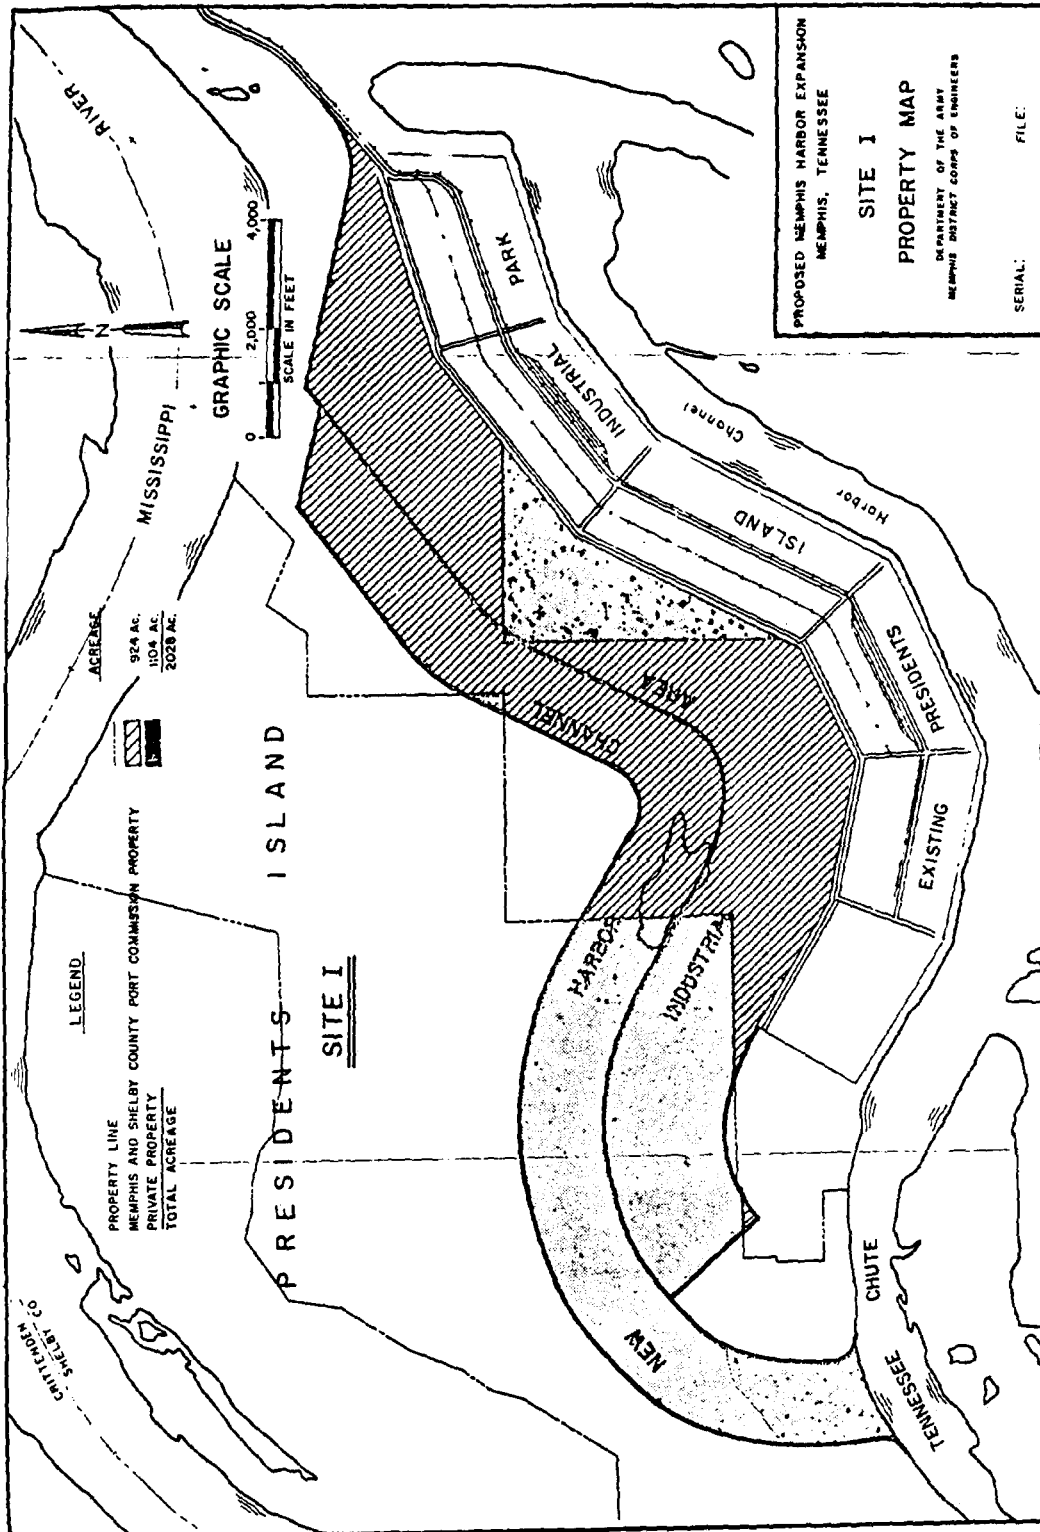 CRITTENDEN CO
SHELBY CO
MISSISSIPPI
RIVER
LEGEND
ACREAGE
PROPERTY LINE
MEMPHIS AND SHELBY COUNTY PORT COMMISSION PROPERTY 924 AC.
PRIVATE PROPERTY 1104 AC.
TOTAL ACREAGE 2028 AC.
N
GRAPHIC SCALE
0 2,000 4,000
SCALE IN FEET
PRESIDENTS ISLAND
SITE I
NEW HARBOR CHANNEL
INDUSTRIAL AREA
EXISTING PRESIDENTS ISLAND INDUSTRIAL PARK
Harbor Channel
TENNESSEE CHUTE
PROPOSED MEMPHIS HARBOR EXPANSION
MEMPHIS, TENNESSEE
SITE I
PROPERTY MAP
DEPARTMENT OF THE ARMY
MEMPHIS DISTRICT CORPS OF ENGINEERS
SERIAL: FILE: